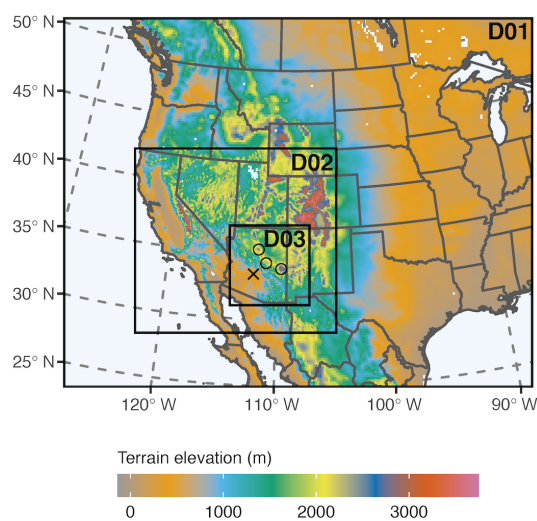 50° N
D01
45° N
40° N
D02
35° N
D03
30° N
25° N
120° W
110° W
100° W
90° W
Terrain elevation (m)
0
1000
2000
3000